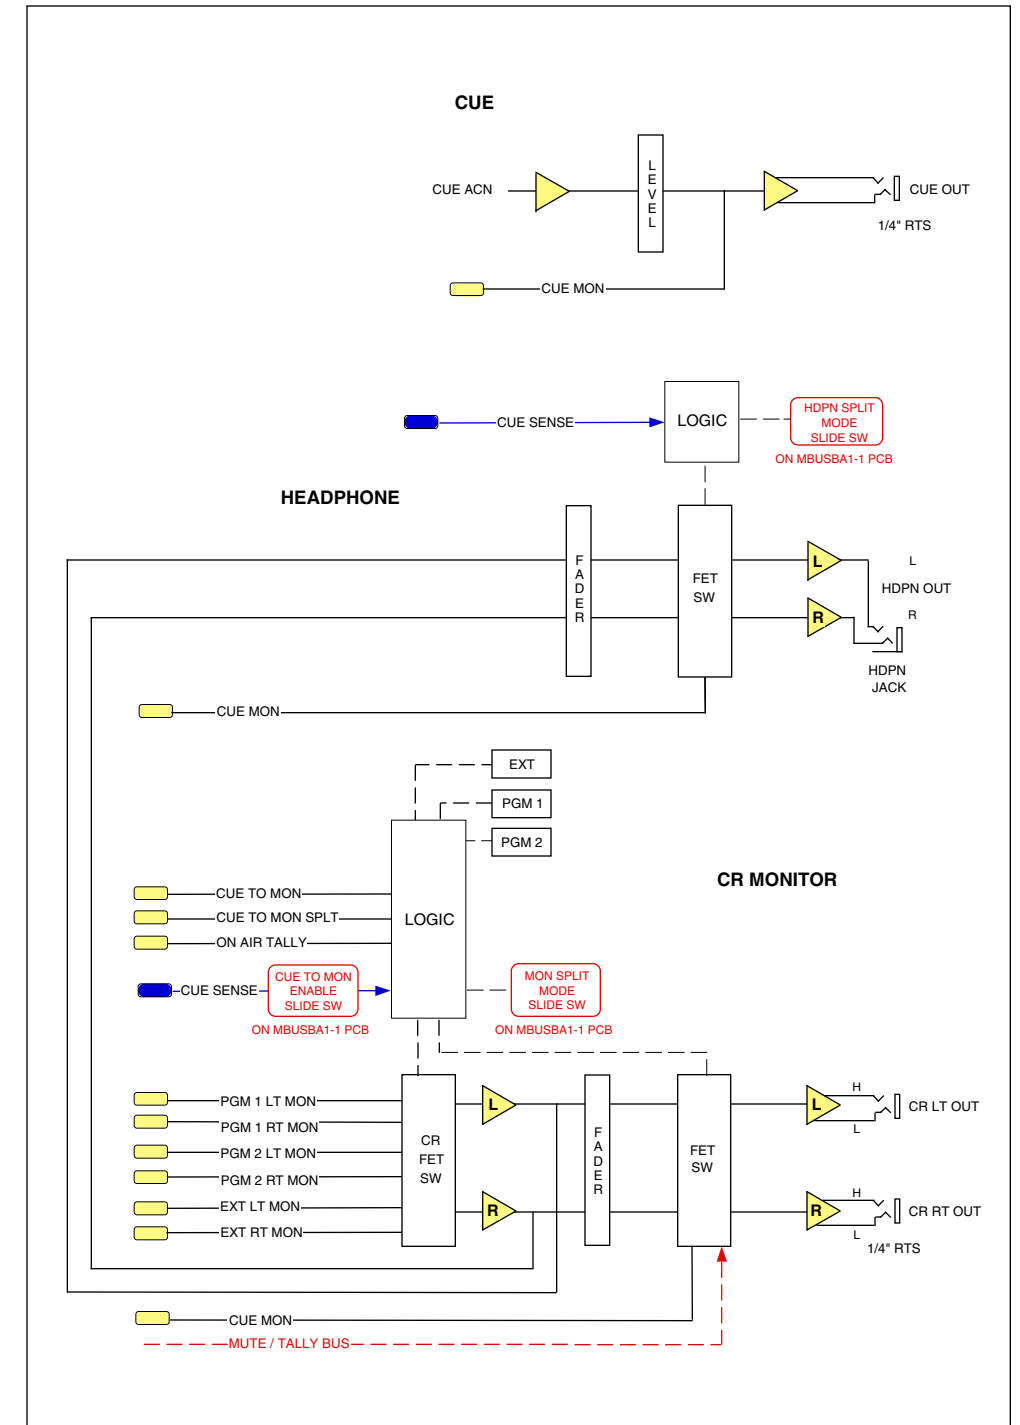 CUE
CUE ACN
LEVEL
CUE OUT
1/4" RTS
CUE MON
CUE SENSE
LOGIC
HDPN SPLIT
MODE
SLIDE SW
ON MBUSBA1-1 PCB
HEADPHONE
FADER
FET
SW
L
R
L
HDPN OUT
R
HDPN
JACK
CUE MON
EXT
PGM 1
PGM 2
CR MONITOR
CUE TO MON
CUE TO MON SPLT
ON AIR TALLY
LOGIC
CUE SENSE
CUE TO MON
ENABLE
SLIDE SW
ON MBUSBA1-1 PCB
MON SPLIT
MODE
SLIDE SW
ON MBUSBA1-1 PCB
PGM 1 LT MON
PGM 1 RT MON
PGM 2 LT MON
PGM 2 RT MON
EXT LT MON
EXT RT MON
CR
FET
SW
L
R
FADER
FET
SW
L
H
L
CR LT OUT
R
H
L
CR RT OUT
1/4" RTS
CUE MON
MUTE / TALLY BUS